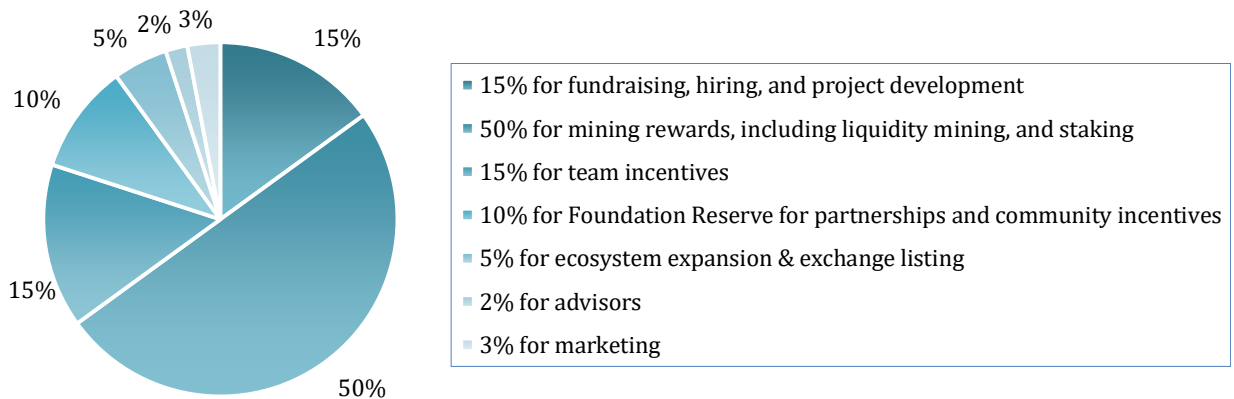 3%
2%
5%
15%
10%
15%
50%
15% for fundraising, hiring, and project development
50% for mining rewards, including liquidity mining, and staking
15% for team incentives
10% for Foundation Reserve for partnerships and community incentives
5% for ecosystem expansion & exchange listing
2% for advisors
3% for marketing